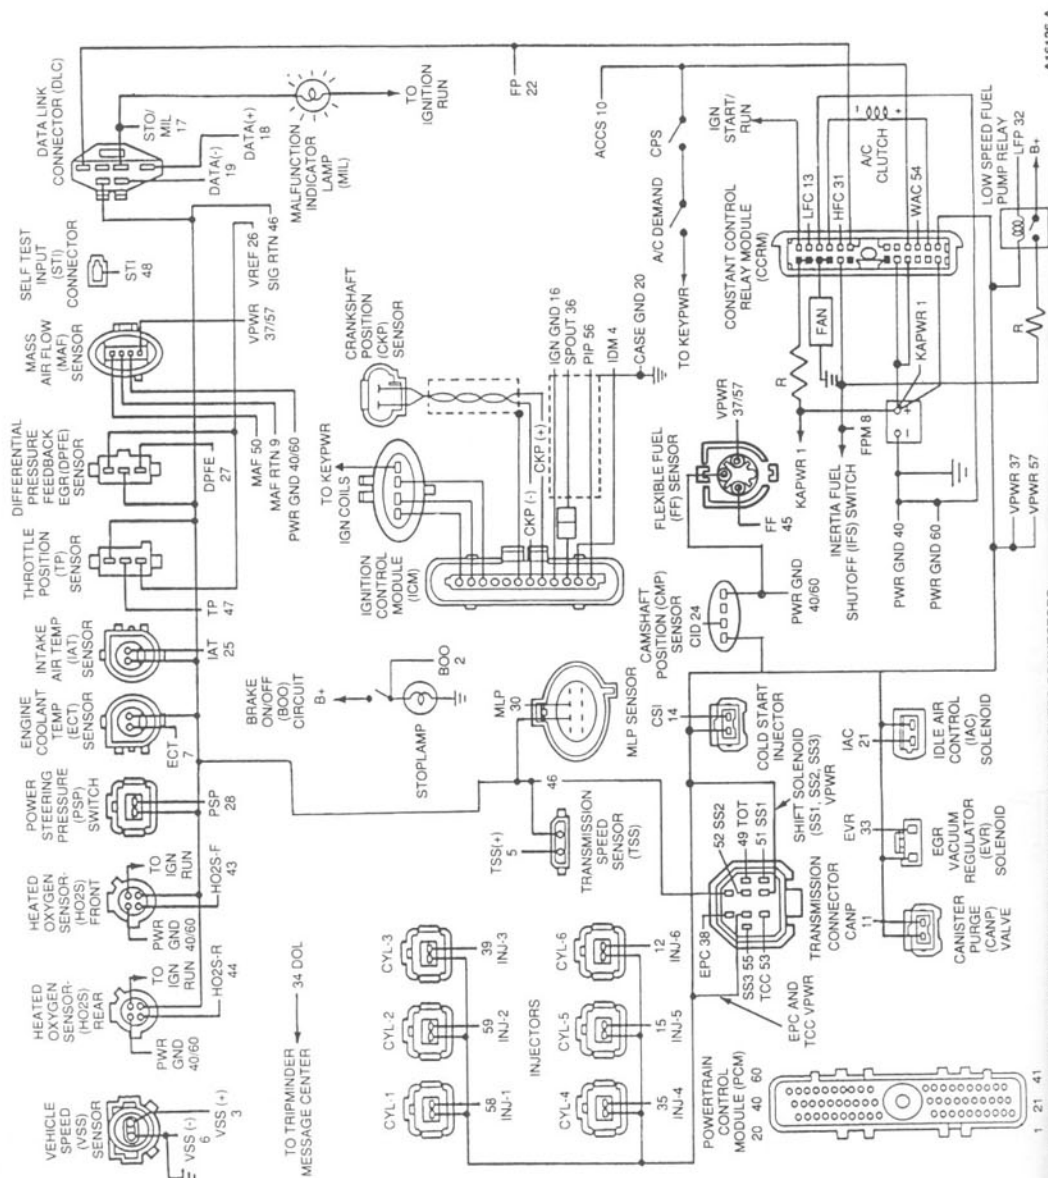 VEHICLE
SPEED
(VSS)
SENSOR
VSS (-)
6
VSS (+)
3
HEATED
OXYGEN
SENSOR-
(HO2S)
REAR
PWR
GND
40/60
TO
IGN
RUN
HO2S-R
44
HEATED
OXYGEN
SENSOR-
(HO2S)
FRONT
PWR
GND
40/60
TO
IGN
RUN
HO2S-F
43
POWER
STEERING
PRESSURE
(PSP)
SWITCH
PSP
28
ENGINE
COOLANT
TEMP
(ECT)
SENSOR
ECT
7
INTAKE
AIR TEMP
(IAT)
SENSOR
IAT
25
THROTTLE
POSITION
(TP)
SENSOR
TP
47
DIFFERENTIAL
PRESSURE
FEEDBACK
EGR(DPFE)
SENSOR
DPFE
27
MASS
AIR FLOW
(MAF)
SENSOR
MAF 50
MAF RTN 9
PWR GND 40/60
VPWR
37/57
SELF TEST
INPUT
(STI)
CONNECTOR
STI
48
VREF 26
SIG RTN 46
DATA LINK
CONNECTOR (DLC)
STO/
MIL
17
DATA(-)
19
DATA(+)
18
TO TRIPMINDER
MESSAGE CENTER
34 DOL
BRAKE
ON/OFF
(BOO)
CIRCUIT
B+
BOO
2
STOPLAMP
TO KEYPWR
IGN COILS
IGNITION
CONTROL
MODULE
(ICM)
CRANKSHAFT
POSITION
(CKP)
SENSOR
CKP (-)
CKP (+)
IGN GND 16
SPOUT 36
PIP 56
IDM 4
CASE GND 20
MALFUNCTION
INDICATOR
LAMP
(MIL)
TO
IGNITION
RUN
FP
22
CYL-1
58
INJ-1
CYL-2
59
INJ-2
CYL-3
39
INJ-3
INJECTORS
CYL-4
35
INJ-4
CYL-5
15
INJ-5
CYL-6
12
INJ-6
TSS(+)
5
TRANSMISSION
SPEED
SENSOR
(TSS)
46
MLP
30
MLP SENSOR
CAMSHAFT
POSITION (CMP)
SENSOR
CID 24
PWR GND
40/60
FLEXIBLE FUEL
(FF) SENSOR
FF
45
VPWR
37/57
TO KEYPWR
A/C DEMAND
CPS
ACCS 10
IGN
START/
RUN
CONSTANT CONTROL
RELAY MODULE
(CCRM)
LFC 13
HFC 31
WAC 54
A/C
CLUTCH
- +
FAN
R
KAPWR 1
FPM 8
KAPWR 1
- +
INERTIA FUEL
SHUTOFF (IFS) SWITCH
PWR GND 40
PWR GND 60
VPWR 37
VPWR 57
LOW SPEED FUEL
PUMP RELAY
LFP 32
B+
R
EPC 38
SS3 55
TCC 53
52 SS2
49 TOT
51 SS1
EPC AND
TCC VPWR
TRANSMISSION
CONNECTOR
SHIFT SOLENOID
(SS1, SS2, SS3)
VPWR
CSI
14
COLD START
INJECTOR
POWERTRAIN
CONTROL
MODULE (PCM)
20 40 60
1 21 41
CANP
11
CANISTER
PURGE
(CANP)
VALVE
EVR
33
EGR
VACUUM
REGULATOR
(EVR)
SOLENOID
IAC
21
IDLE AIR
CONTROL
(IAC)
SOLENOID